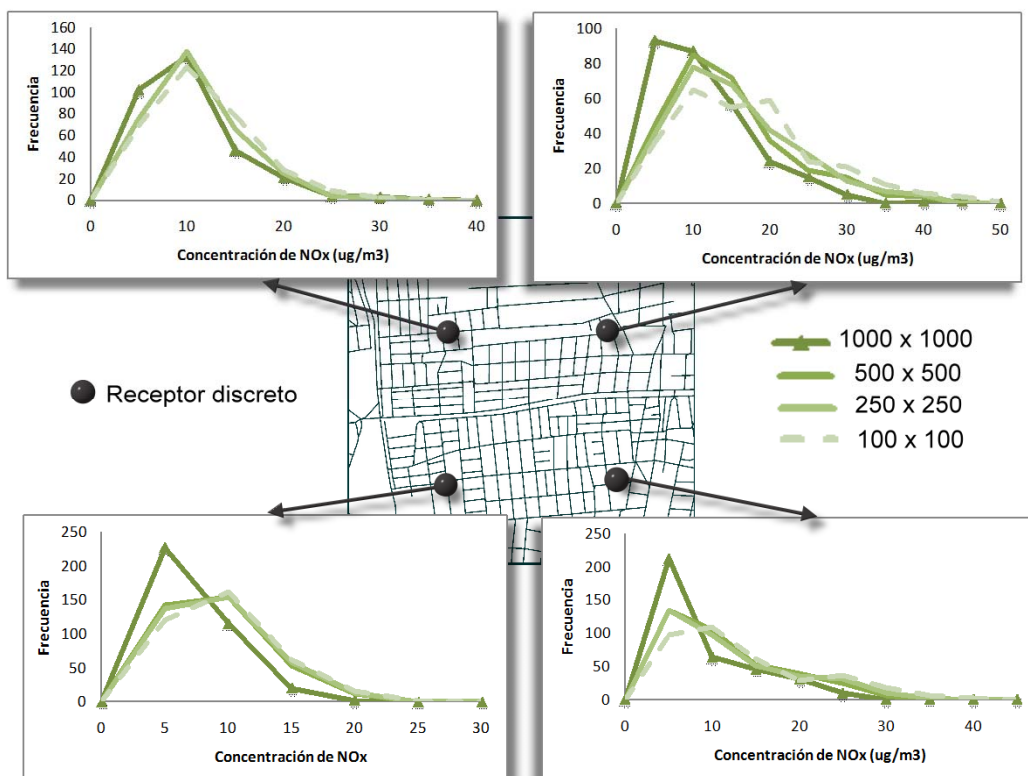 160
140
120
100
80
60
40
20
0
Frecuencia
0 10 20 30 40
Concentración de NOx (ug/m3)
100
80
60
40
20
0
Frecuencia
0 10 20 30 40 50
Concentración de NOx (ug/m3)
Receptor discreto
1000 x 1000
500 x 500
250 x 250
100 x 100
250
200
150
100
50
0
Frecuencia
0 5 10 15 20 25 30
Concentración de NOx
250
200
150
100
50
0
Frecuencia
0 10 20 30 40
Concentración de NOx (ug/m3)